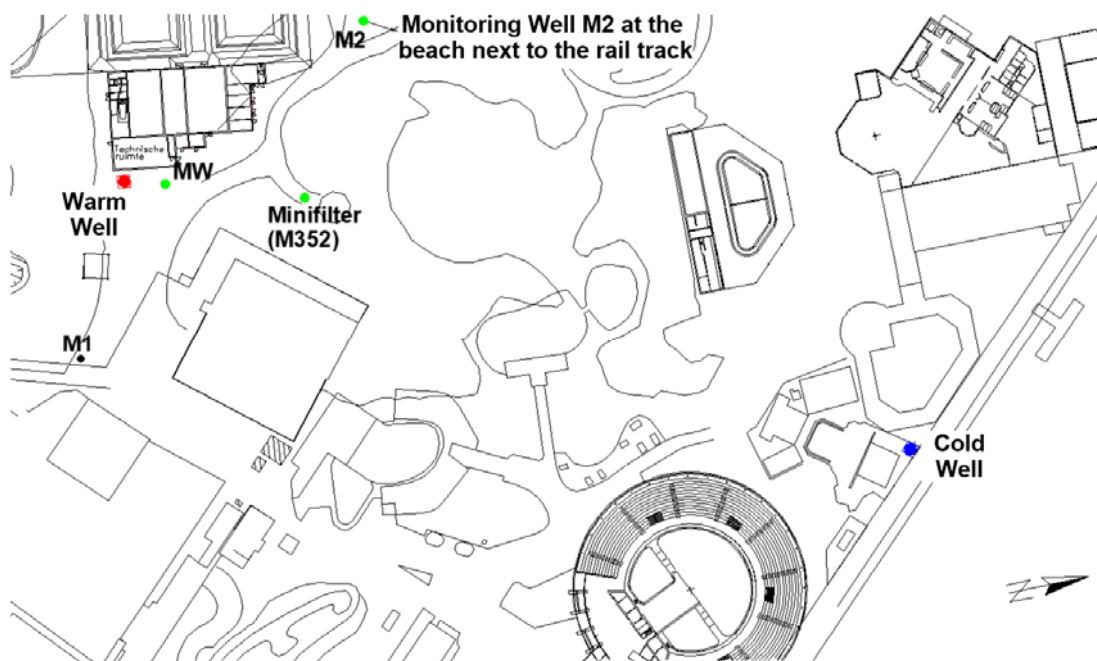 M2
Monitoring Well M2 at the
beach next to the rail track
Technische
ruimte
MW
Warm
Well
Minifilter
(M352)
M1
Cold
Well
N